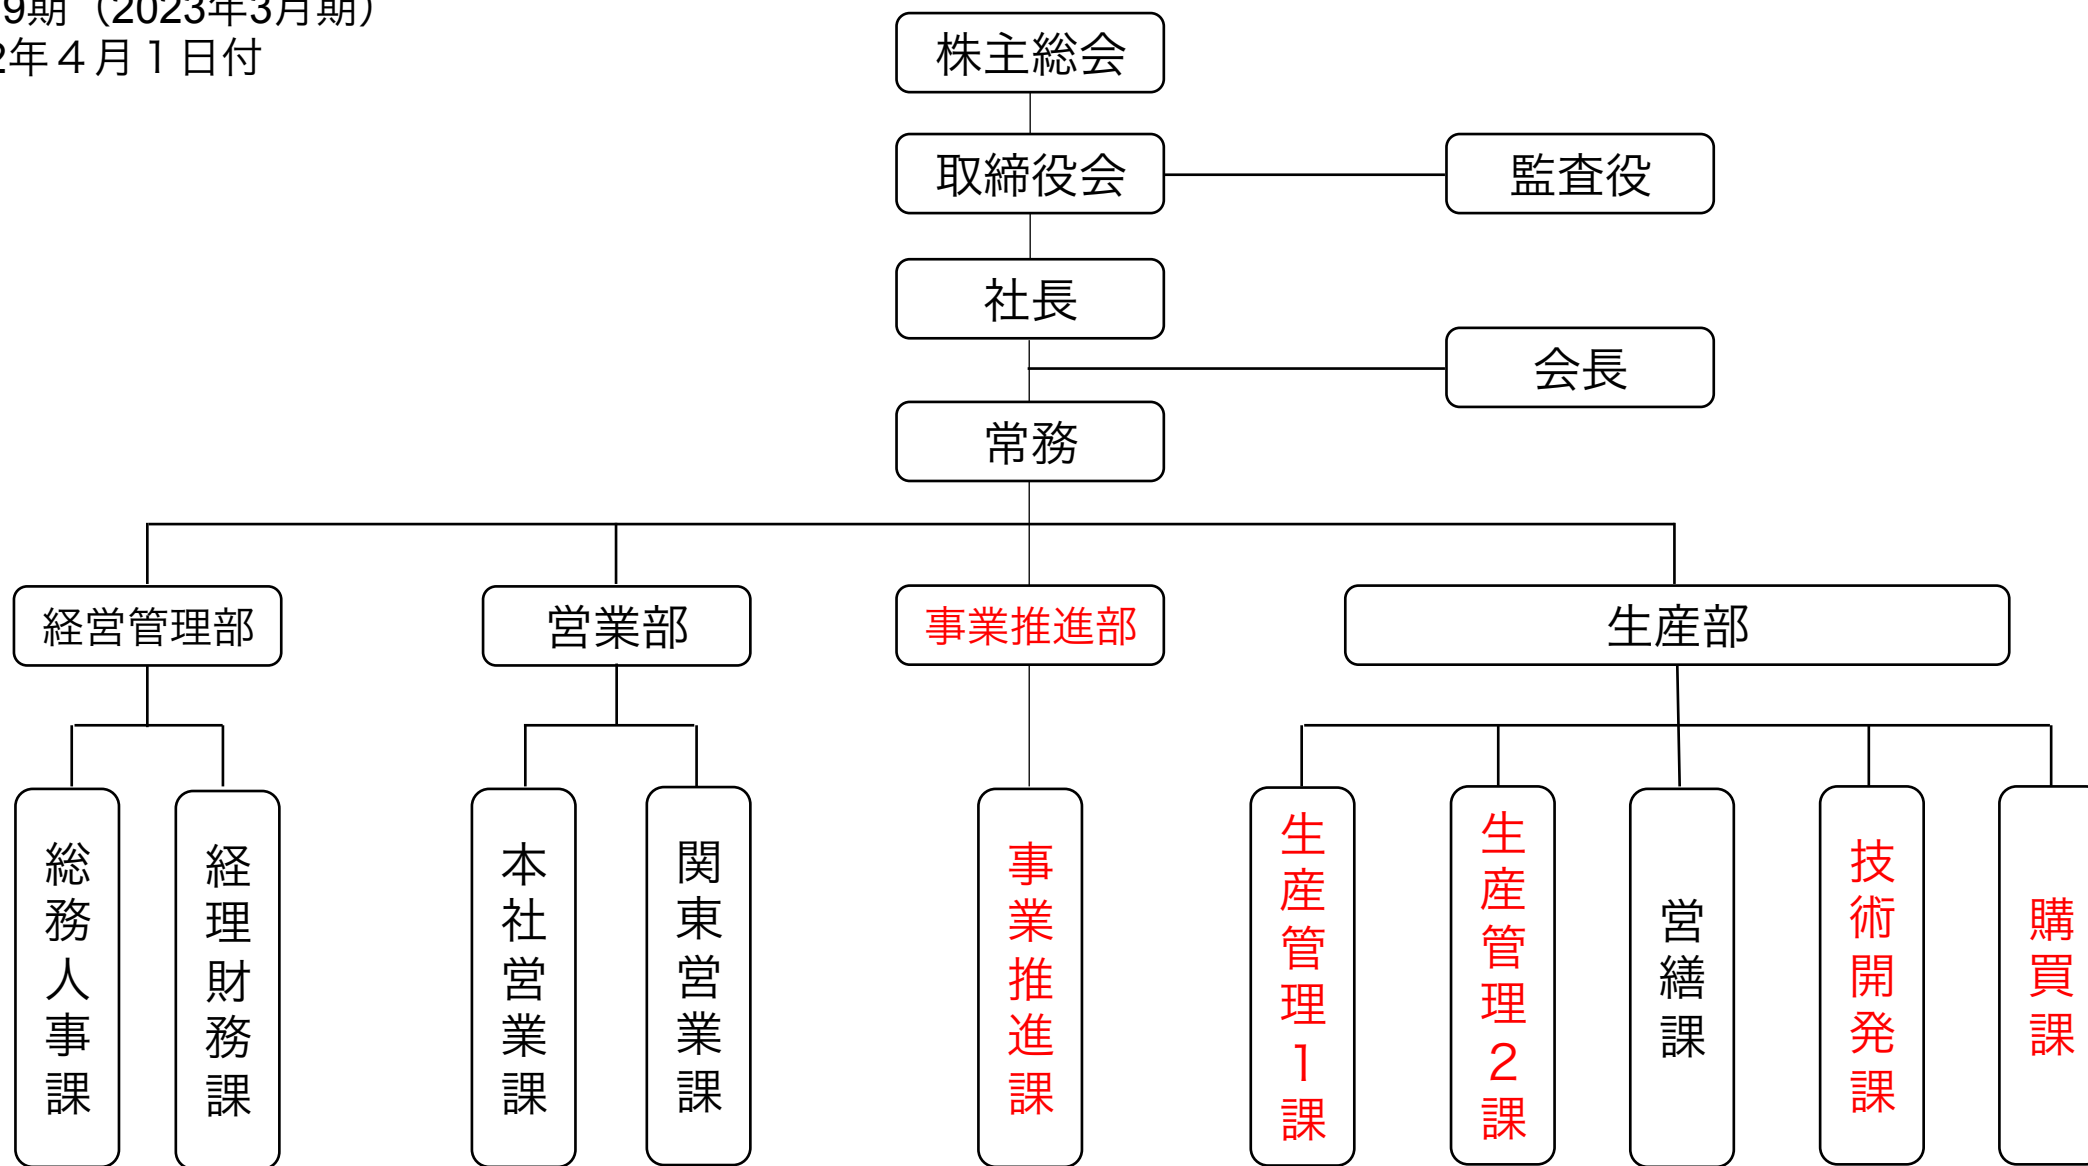 9期（2023年3月期）
2年４月１日付
株主総会
取締役会
監査役
社長
会長
常務
経営管理部
営業部
事業推進部
生産部
総務人事課
経理財務課
本社営業課
関東営業課
事業推進課
生産管理１課
生産管理２課
営繕課
技術開発課
購買課